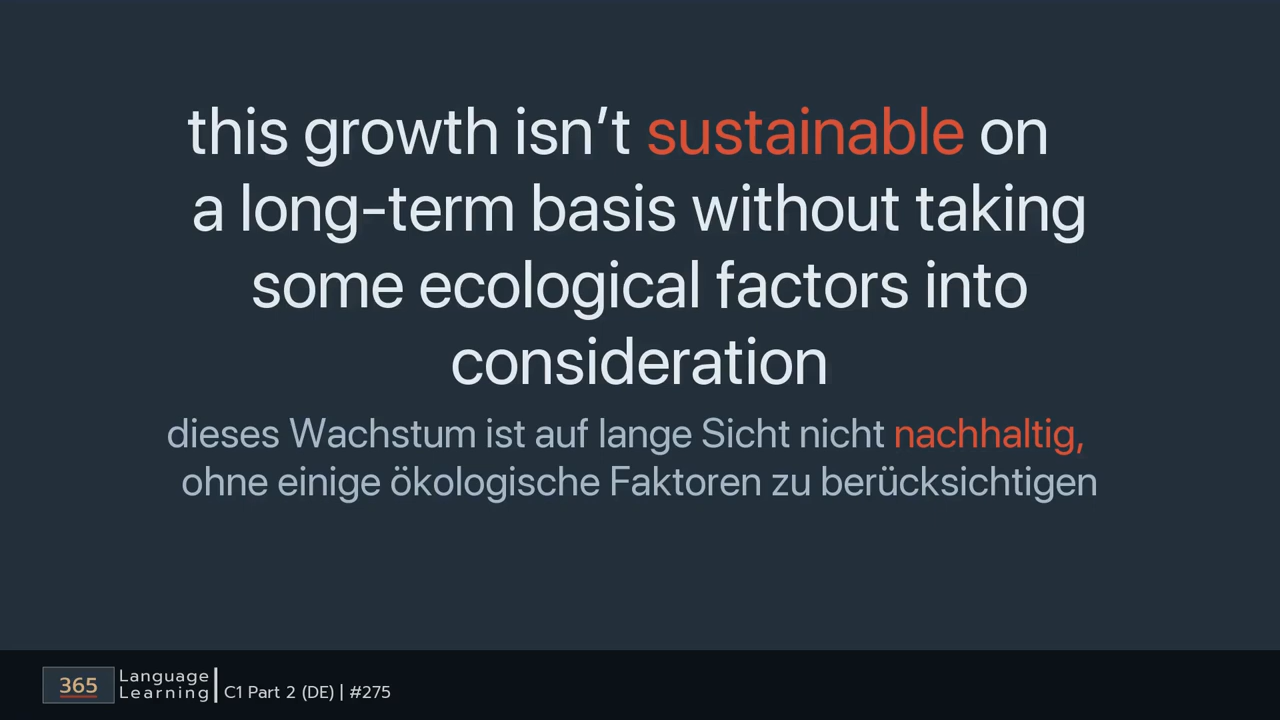 this growth isn’t sustainable on
a long-term basis without taking
some ecological factors into
consideration
dieses Wachstum ist auf lange Sicht nicht nachhaltig,
ohne einige ökologische Faktoren zu berücksichtigen
365
Language
Learning
C1 Part 2 (DE) | #275